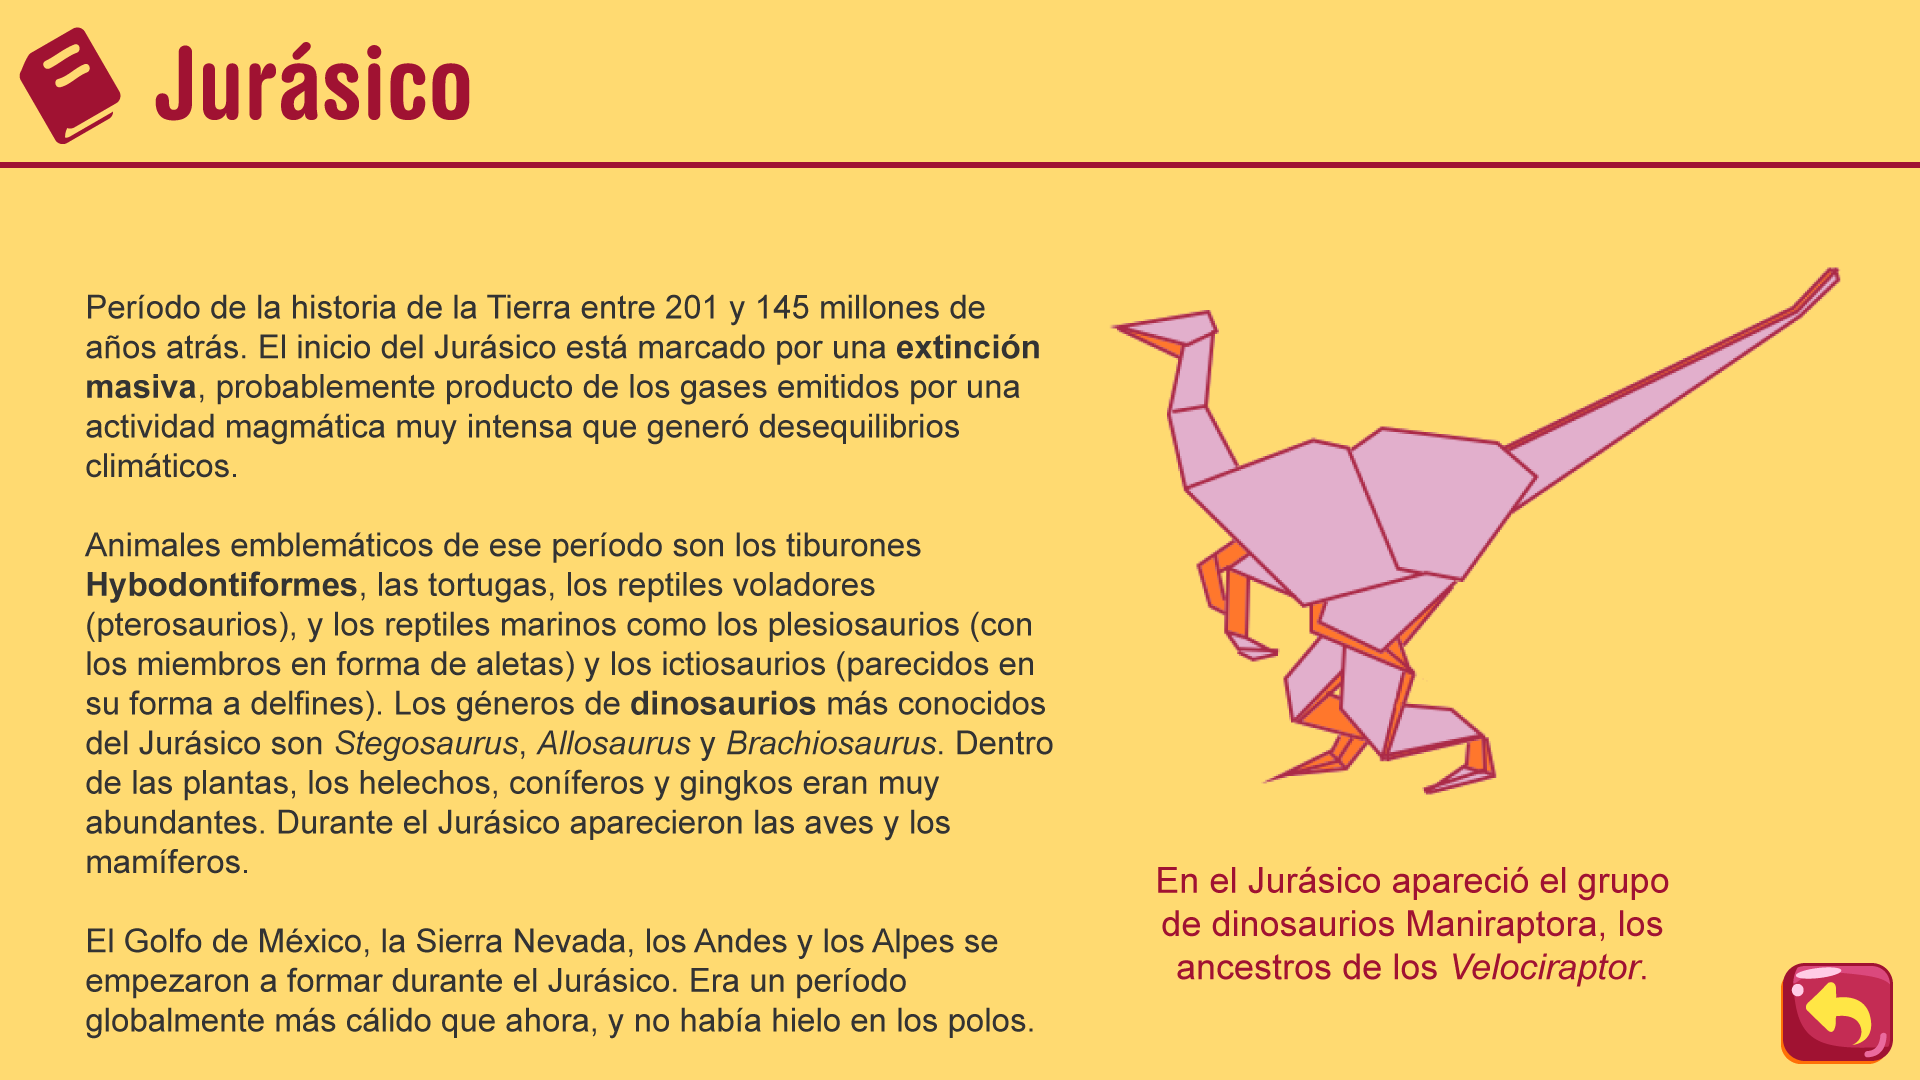 Jurásico
Período de la historia de la Tierra entre 201 y 145 millones de
años atrás. El inicio del Jurásico está marcado por una extinción
masiva, probablemente producto de los gases emitidos por una
actividad magmática muy intensa que generó desequilibrios
climáticos.
Animales emblemáticos de ese período son los tiburones
Hybodontiformes, las tortugas, los reptiles voladores
(pterosaurios), y los reptiles marinos como los plesiosaurios (con
los miembros en forma de aletas) y los ictiosaurios (parecidos en
su forma a delfines). Los géneros de dinosaurios más conocidos
del Jurásico son Stegosaurus, Allosaurus y Brachiosaurus. Dentro
de las plantas, los helechos, coníferos y gingkos eran muy
abundantes. Durante el Jurásico aparecieron las aves y los
mamíferos.
El Golfo de México, la Sierra Nevada, los Andes y los Alpes se
empezaron a formar durante el Jurásico. Era un período
globalmente más cálido que ahora, y no había hielo en los polos.
En el Jurásico apareció el grupo
de dinosaurios Maniraptora, los
ancestros de los Velociraptor.